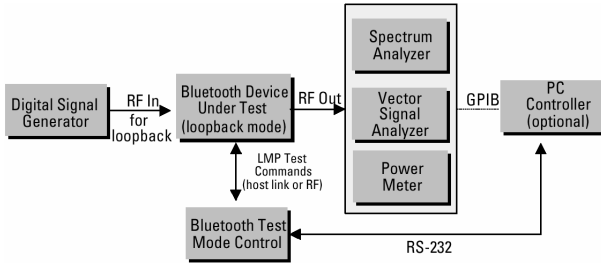 Digital Signal
Generator
RF In
for
loopback
Bluetooth Device
Under Test
(loopback mode)
RF Out
Spectrum
Analyzer
Vector
Signal
Analyzer
Power
Meter
GPIB
PC
Controller
(optional)
LMP Test
Commands
(host link or RF)
Bluetooth Test
Mode Control
RS-232